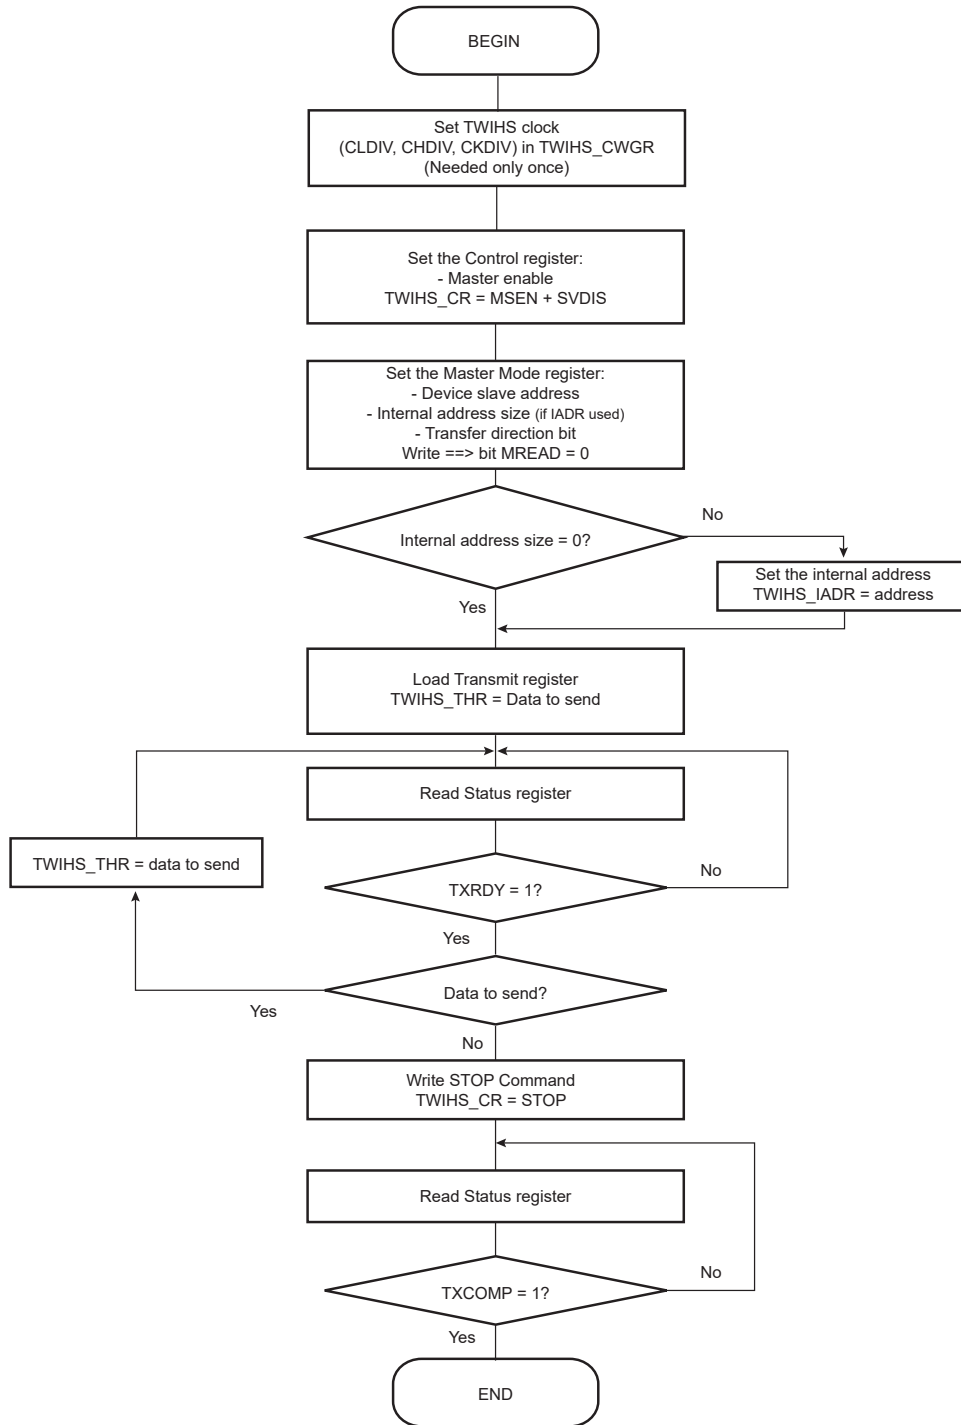 BEGIN
Set TWIHS clock
(CLDIV, CHDIV, CKDIV) in TWIHS_CWGR
(Needed only once)
Set the Control register:
- Master enable
TWIHS_CR = MSEN + SVDIS
Set the Master Mode register:
- Device slave address
- Internal address size (if IADR used)
- Transfer direction bit
Write ==> bit MREAD = 0
No
Internal address size = 0?
Set the internal address
TWIHS_IADR = address
Yes
Load Transmit register
TWIHS_THR = Data to send
Read Status register
TWIHS_THR = data to send
No
TXRDY = 1?
Yes
Data to send?
Yes
No
Write STOP Command
TWIHS_CR = STOP
Read Status register
No
TXCOMP = 1?
Yes
END